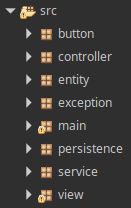 src
button
controller
entity
exception
main
persistence
service
view